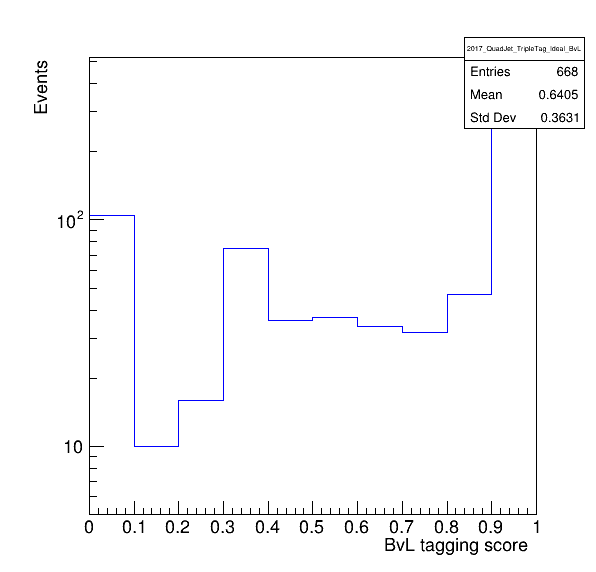 2017_QuadJet_TripleTag_Ideal_BvL
Entries 668
Mean 0.6405
Std Dev 0.3631
Events
10²
10
0 0.1 0.2 0.3 0.4 0.5 0.6 0.7 0.8 0.9 1
BvL tagging score